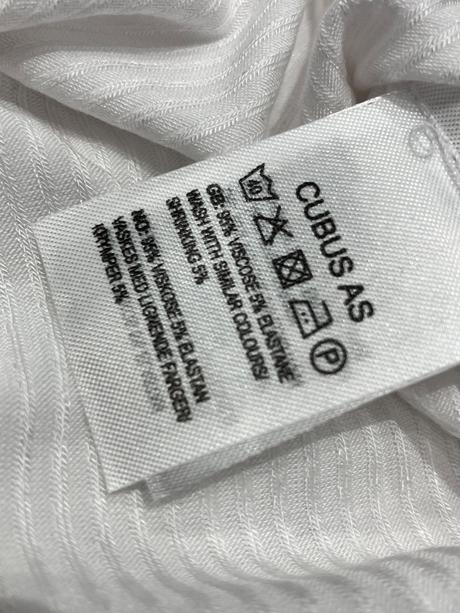 CUBUS AS
40
P
GB: 95% VISCOSE 5% ELASTANE
WASH WITH SIMILAR COLOURS!
SHRINKING 5%
NO: 95% VISKOSE 5% ELASTAN
VASKES MED LIGNENDE FARGER!
KRYMPER 5%